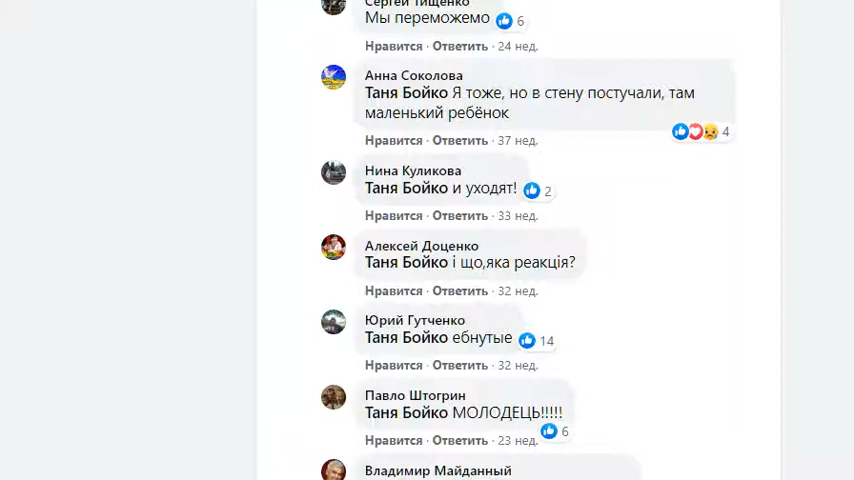 Сергей Тищенко
Мы переможемо 6
Нравится · Ответить · 24 нед.
Анна Соколова
Таня Бойко Я тоже, но в стену постучали, там
маленький ребёнок
4
Нравится · Ответить · 37 нед.
Нина Куликова
Таня Бойко и уходят! 2
Нравится · Ответить · 33 нед.
Алексей Доценко
Таня Бойко і що,яка реакція?
Нравится · Ответить · 32 нед.
Юрий Гутченко
Таня Бойко ебнутые 14
Нравится · Ответить · 32 нед.
Павло Штогрин
Таня Бойко МОЛОДЕЦЬ!!!!!
6
Нравится · Ответить · 23 нед.
Владимир Майданный